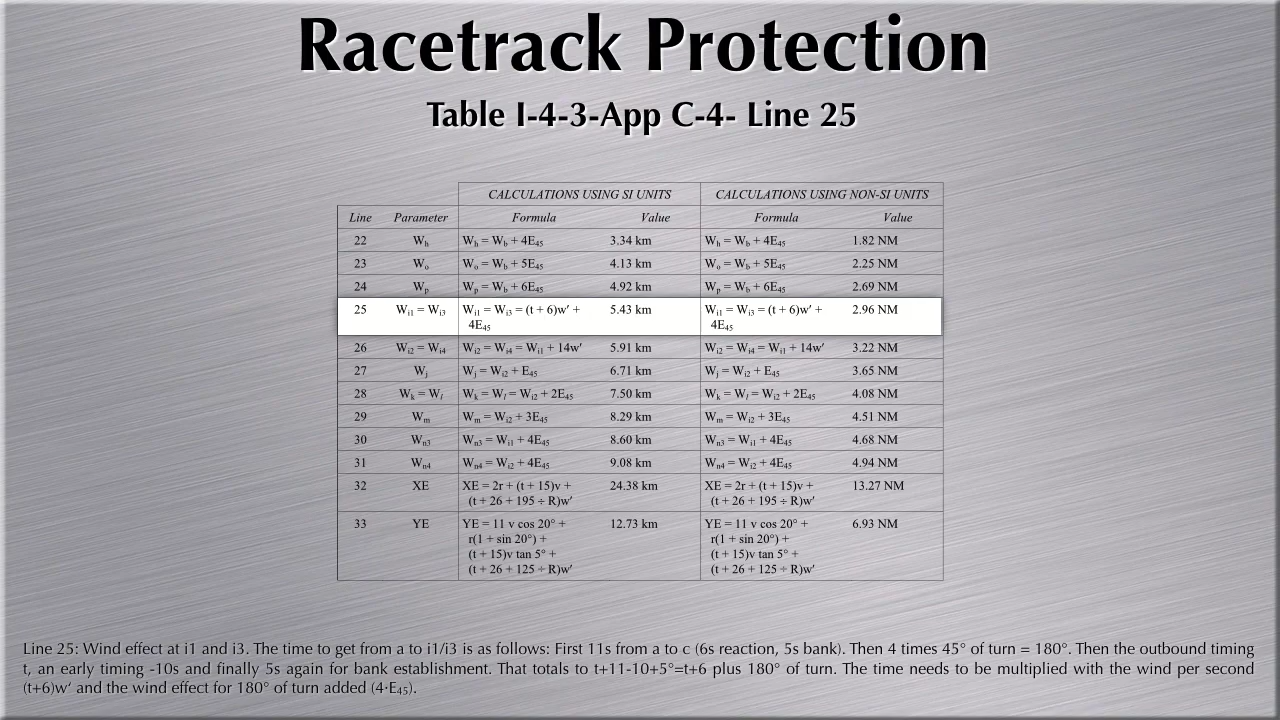 Racetrack Protection
Table I-4-3-App C-4- Line 25
CALCULATIONS USING SI UNITS CALCULATIONS USING NON-SI UNITS
Line Parameter Formula Value Formula Value
22 Wh Wh = Wb + 4E45 3.34 km Wh = Wb + 4E45 1.82 NM
23 Wo Wo = Wb + 5E45 4.13 km Wo = Wb + 5E45 2.25 NM
24 Wp Wp = Wb + 6E45 4.92 km Wp = Wb + 6E45 2.69 NM
25 Wi1 = Wi3 Wi1 = Wi3 = (t + 6)w′ + 5.43 km Wi1 = Wi3 = (t + 6)w′ + 2.96 NM
4E45 4E45
26 Wi2 = Wi4 Wi2 = Wi4 = Wi1 + 14w′ 5.91 km Wi2 = Wi4 = Wi1 + 14w′ 3.22 NM
27 Wj Wj = Wi2 + E45 6.71 km Wj = Wi2 + E45 3.65 NM
28 Wk = Wl Wk = Wl = Wi2 + 2E45 7.50 km Wk = Wl = Wi2 + 2E45 4.08 NM
29 Wm Wm = Wi2 + 3E45 8.29 km Wm = Wi2 + 3E45 4.51 NM
30 Wn3 Wn3 = Wi1 + 4E45 8.60 km Wn3 = Wi1 + 4E45 4.68 NM
31 Wn4 Wn4 = Wi2 + 4E45 9.08 km Wn4 = Wi2 + 4E45 4.94 NM
32 XE XE = 2r + (t + 15)v + 24.38 km XE = 2r + (t + 15)v + 13.27 NM
(t + 26 + 195 ÷ R)w′ (t + 26 + 195 ÷ R)w′
33 YE YE = 11 v cos 20° + 12.73 km YE = 11 v cos 20° + 6.93 NM
r(1 + sin 20°) + r(1 + sin 20°) +
(t + 15)v tan 5° + (t + 15)v tan 5° +
(t + 26 + 125 ÷ R)w′ (t + 26 + 125 ÷ R)w′
Line 25: Wind effect at i1 and i3. The time to get from a to i1/i3 is as follows: First 11s from a to c (6s reaction, 5s bank). Then 4 times 45° of turn = 180°. Then the outbound timing
t, an early timing -10s and finally 5s again for bank establishment. That totals to t+11-10+5°=t+6 plus 180° of turn. The time needs to be multiplied with the wind per second
(t+6)w′ and the wind effect for 180° of turn added (4·E45).